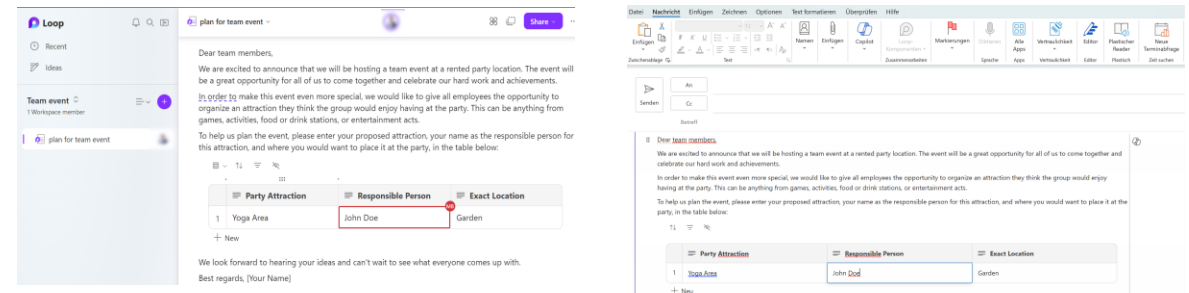 Loop
Recent
Ideas
Team event
1 Workspace member
plan for team event
plan for team event
Share
Dear team members,
We are excited to announce that we will be hosting a team event at a rented party location. The event will
be a great opportunity for all of us to come together and celebrate our hard work and achievements.
In order to make this event even more special, we would like to give all employees the opportunity to
organize an attraction they think the group would enjoy having at the party. This can be anything from
games, activities, food or drink stations, or entertainment acts.
To help us plan the event, please enter your proposed attraction, your name as the responsible person for
this attraction, and where you would want to place it at the party, in the table below:
Party Attraction Responsible Person Exact Location
MB
1 Yoga Area John Doe Garden
+ New
We look forward to hearing your ideas and can't wait to see what everyone comes up with.
Best regards, [Your Name]
Datei Nachricht Einfügen Zeichnen Optionen Text formatieren Überprüfen Hilfe
Einfügen
F K U
Namen Einfügen Copilot Loop-Komponenten Markierungen Diktieren Alle Apps Vertraulichkeit Editor Plastischer Reader Neue Terminabfrage
Zwischenablage Text Zusammenarbeiten Sprache Apps Vertraulichkeit Editor Plastisch Zeit suchen
Senden
An
Cc
Betreff
Dear team members,
We are excited to announce that we will be hosting a team event at a rented party location. The event will be a great opportunity for all of us to come together and
celebrate our hard work and achievements.
In order to make this event even more special, we would like to give all employees the opportunity to organize an attraction they think the group would enjoy
having at the party. This can be anything from games, activities, food or drink stations, or entertainment acts.
To help us plan the event, please enter your proposed attraction, your name as the responsible person for this attraction, and where you would want to place it at the
party, in the table below:
Party Attraction Responsible Person Exact Location
1 Yoga Area John Doe Garden
+ New